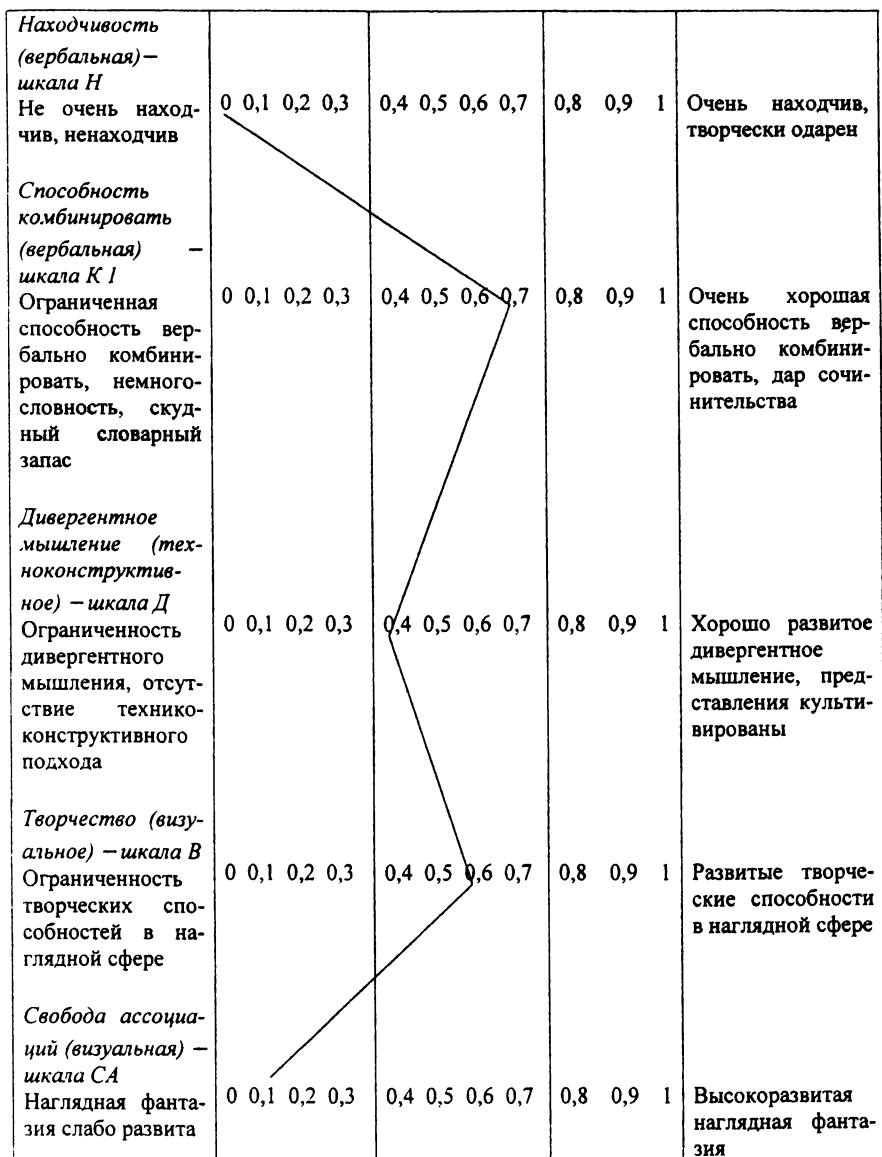 Находчивость
(вербальная) –
шкала Н
Не очень наход- 0 0,1 0,2 0,3 0,4 0,5 0,6 0,7 0,8 0,9 1 Очень находчив,
чив, ненаходчив творчески одарен
Способность
комбинировать
(вербальная) –
шкала К 1
Ограниченная 0 0,1 0,2 0,3 0,4 0,5 0,6 0,7 0,8 0,9 1 Очень хорошая
способность вер- способность вер-
бально комбини- бально комбини-
ровать, немного- ровать, дар сочи-
словность, скуд- нительства
ный словарный
запас
Дивергентное
мышление (тех-
ноконструктив-
ное) – шкала Д
Ограниченность 0 0,1 0,2 0,3 0,4 0,5 0,6 0,7 0,8 0,9 1 Хорошо развитое
дивергентного дивергентное
мышления, отсут- мышление, пред-
ствие технико- ставления культи-
конструктивного вированы
подхода
Творчество (визу-
альное) – шкала В
Ограниченность 0 0,1 0,2 0,3 0,4 0,5 0,6 0,7 0,8 0,9 1 Развитые творче-
творческих спо- ские способности
собностей в на- в наглядной сфере
глядной сфере
Свобода ассоциа-
ций (визуальная) –
шкала СА
Наглядная фанта- 0 0,1 0,2 0,3 0,4 0,5 0,6 0,7 0,8 0,9 1 Высокоразвитая
зия слабо развита наглядная фанта-
зия